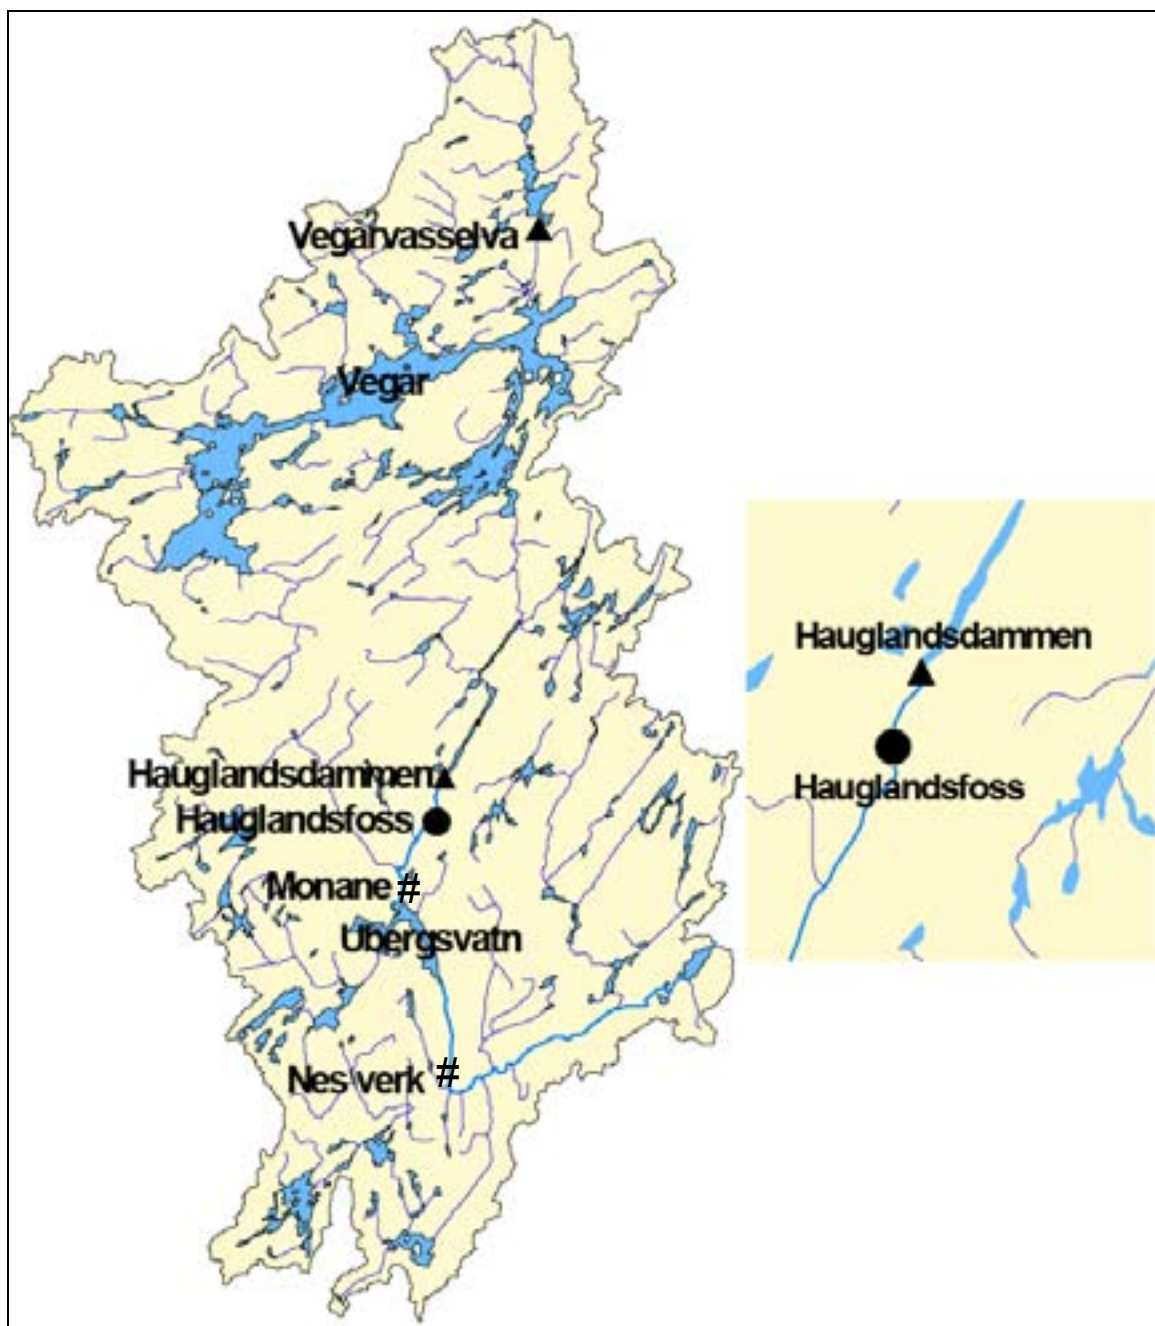 Vegårvasselva
Vegår
Hauglandsdammen
Hauglandsfoss
Monane #
Ubergsvatn
Nes verk #
Hauglandsdammen
Hauglandsfoss